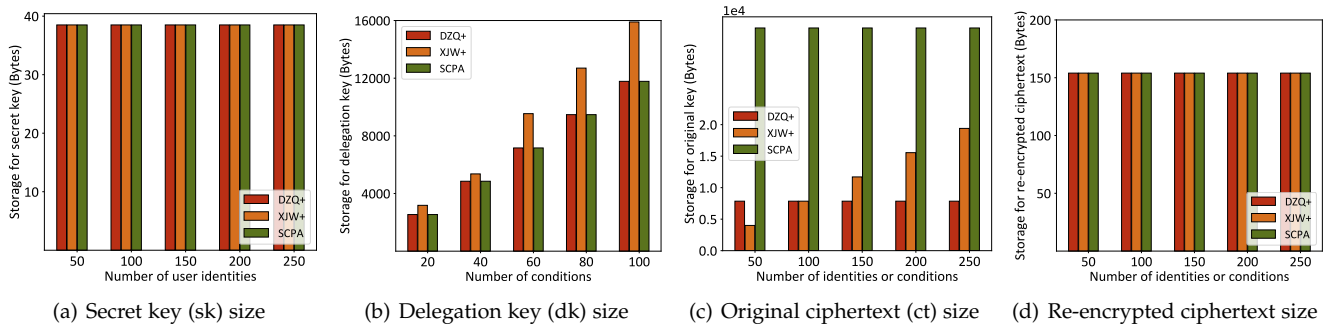 40
30
20
10
Storage for secret key (Bytes)
DZQ+
XJW+
SCPA
50 100 150 200 250
Number of user identities
(a) Secret key (sk) size
16000
12000
8000
4000
Storage for delegation key (Bytes)
DZQ+
XJW+
SCPA
20 40 60 80 100
Number of conditions
(b) Delegation key (dk) size
1e4
2.0
1.5
1.0
0.5
0.0
Storage for original key (Bytes)
DZQ+
XJW+
SCPA
50 100 150 200 250
Number of identities or conditions
(c) Original ciphertext (ct) size
200
150
100
50
Storage for re-encrypted ciphertext (Bytes)
DZQ+
XJW+
SCPA
50 100 150 200 250
Number of identities or conditions
(d) Re-encrypted ciphertext size